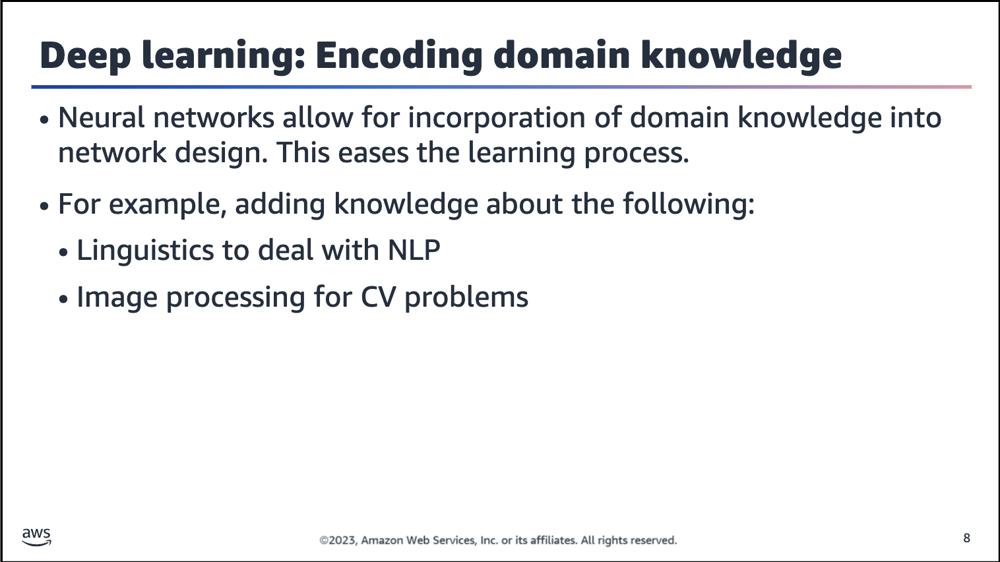 Deep learning: Encoding domain knowledge
• Neural networks allow for incorporation of domain knowledge into
network design. This eases the learning process.
• For example, adding knowledge about the following:
• Linguistics to deal with NLP
• Image processing for CV problems
aws
©2023, Amazon Web Services, Inc. or its affiliates. All rights reserved.
8